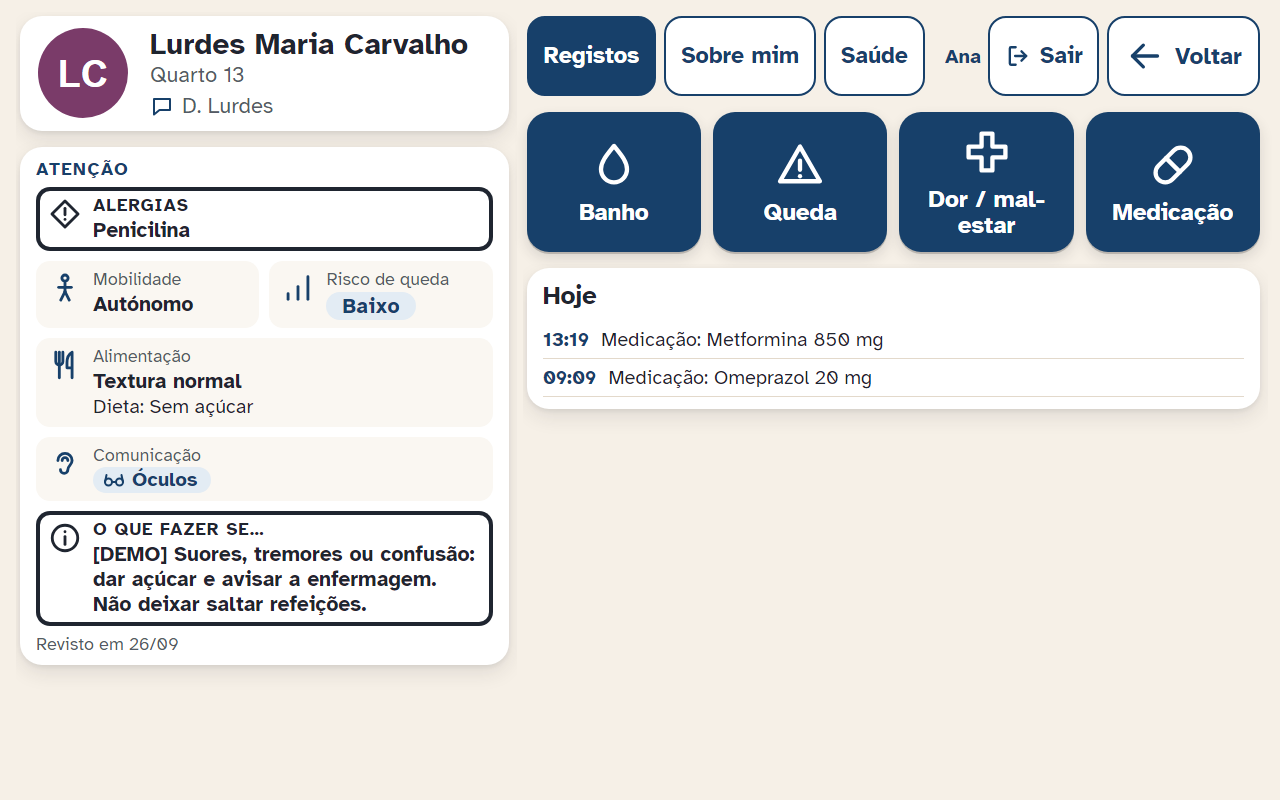 LC
Lurdes Maria Carvalho
Quarto 13
D. Lurdes
ATENÇÃO
ALERGIAS
Penicilina
Mobilidade
Autónomo
Risco de queda
Baixo
Alimentação
Textura normal
Dieta: Sem açúcar
Comunicação
Óculos
O QUE FAZER SE...
[DEMO] Suores, tremores ou confusão:
dar açúcar e avisar a enfermagem.
Não deixar saltar refeições.
Revisto em 26/09
Registos
Sobre mim
Saúde
Ana
Sair
Voltar
Banho
Queda
Dor / mal-
estar
Medicação
Hoje
13:19 Medicação: Metformina 850 mg
09:09 Medicação: Omeprazol 20 mg